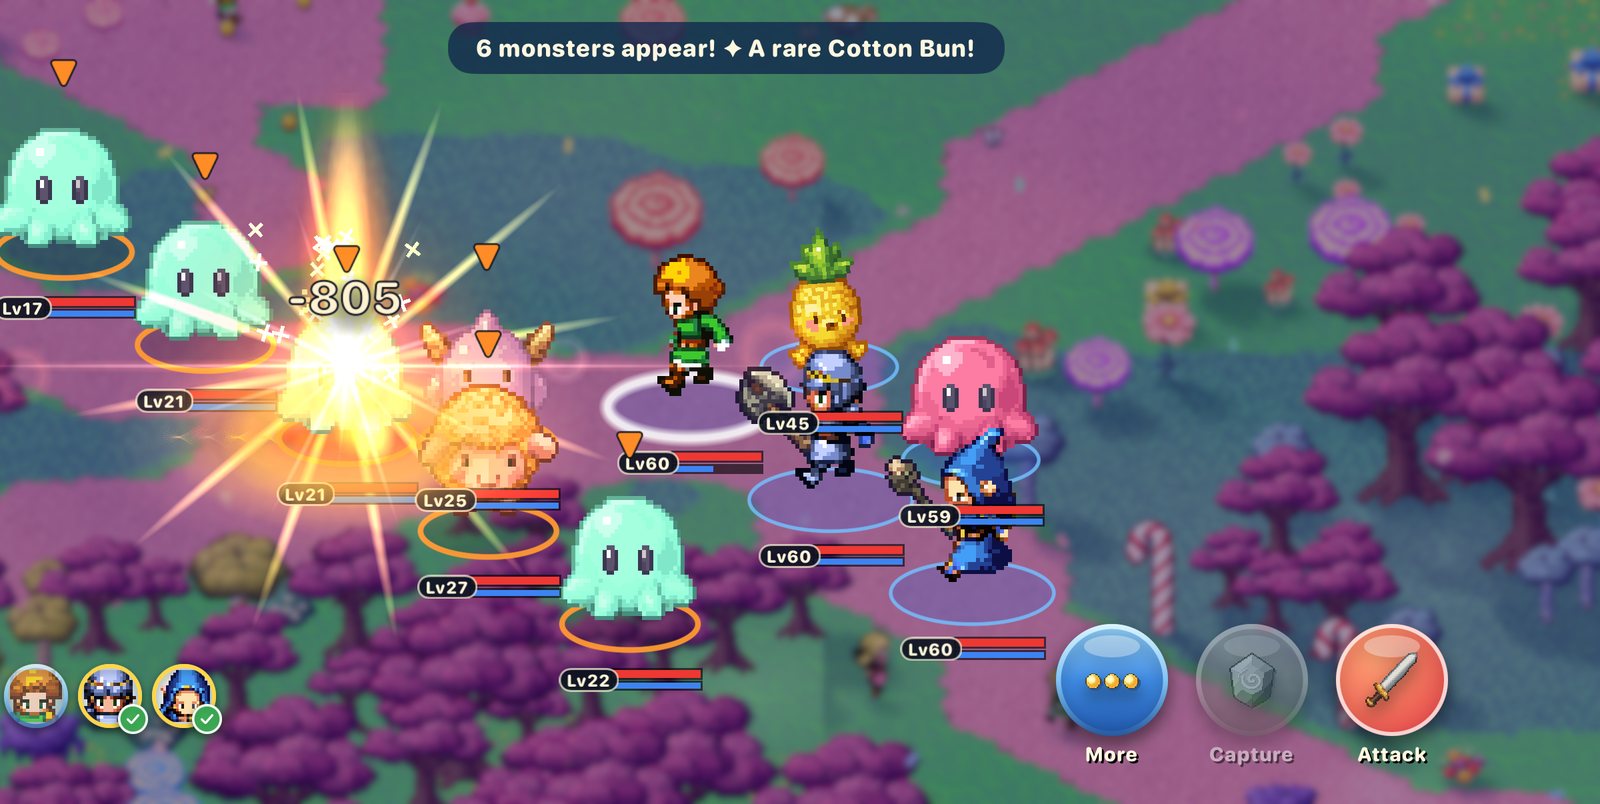 6 monsters appear! ✦ A rare Cotton Bun!
-805
Lv17
Lv21
Lv45
Lv60
Lv21
Lv25
Lv59
Lv60
Lv27
Lv60
Lv22
More
Capture
Attack